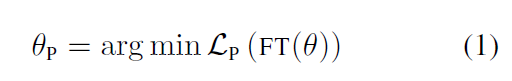 θ_P = arg min ℒ_P (FT(θ)) (1)